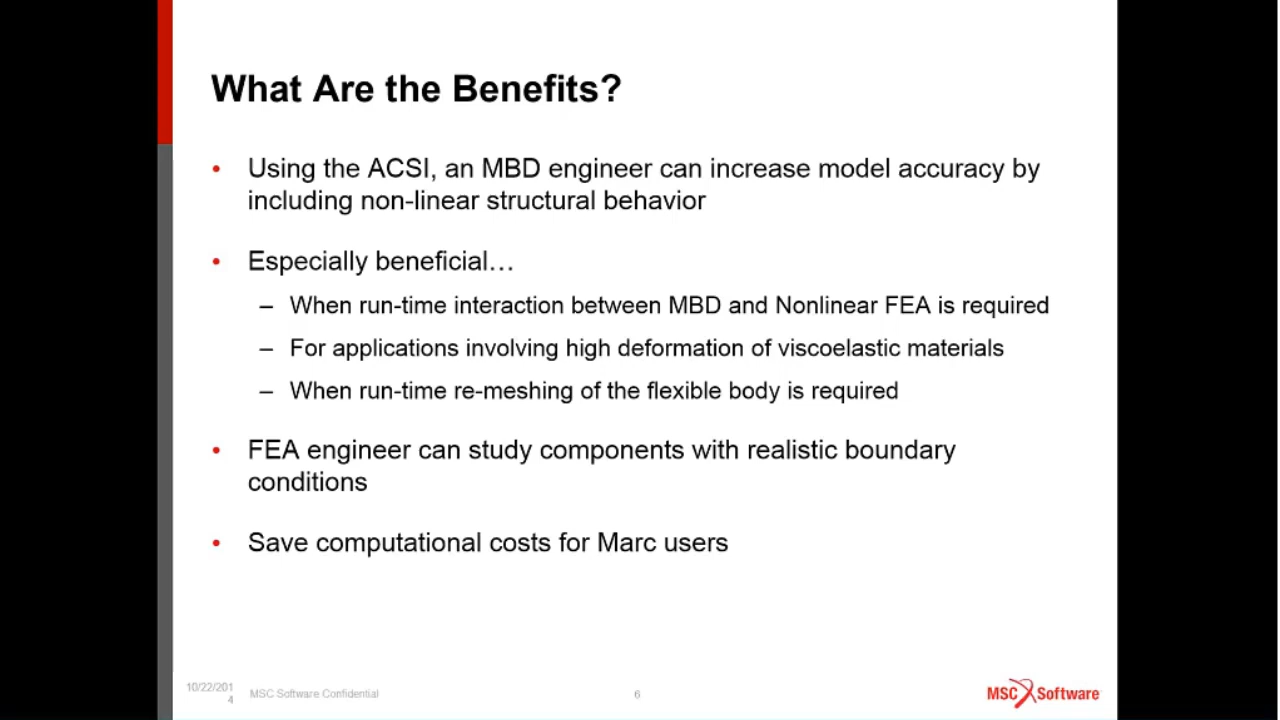 What Are the Benefits?
• Using the ACSI, an MBD engineer can increase model accuracy by
including non-linear structural behavior
• Especially beneficial…
– When run-time interaction between MBD and Nonlinear FEA is required
– For applications involving high deformation of viscoelastic materials
– When run-time re-meshing of the flexible body is required
• FEA engineer can study components with realistic boundary
conditions
• Save computational costs for Marc users
10/22/201
4
MSC Software Confidential
6
MSC Software